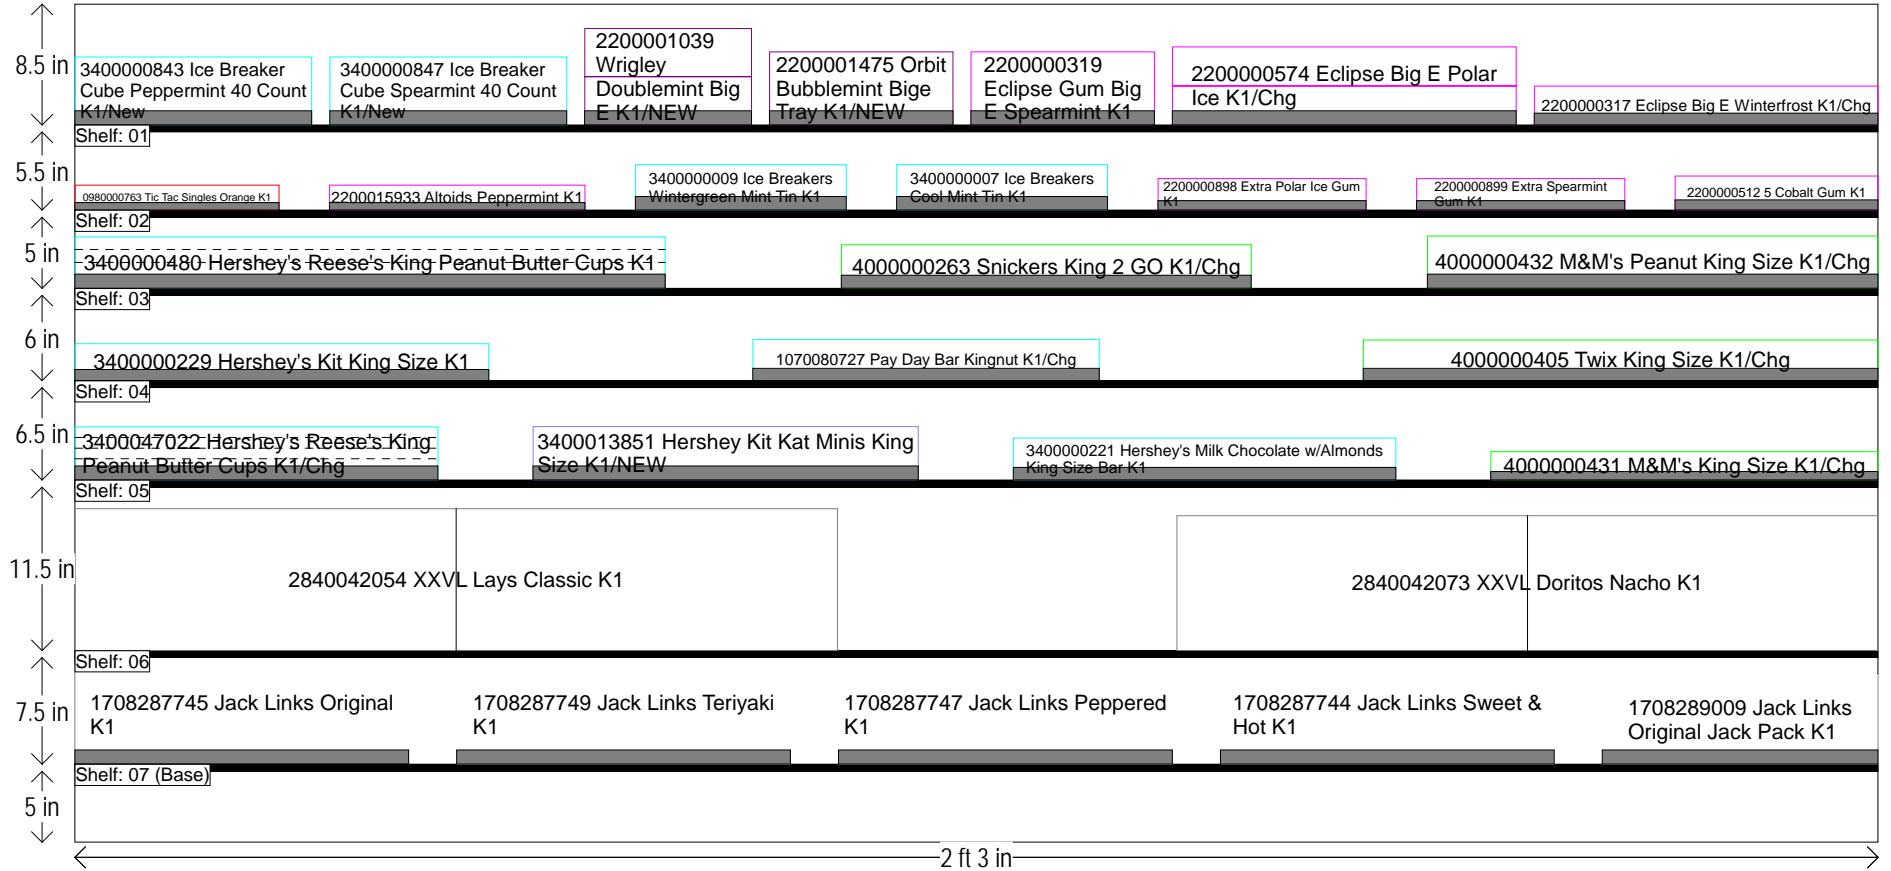 8.5 in
3400000843 Ice Breaker
Cube Peppermint 40 Count
K1/New
3400000847 Ice Breaker
Cube Spearmint 40 Count
K1/New
2200001039
Wrigley
Doublemint Big
E K1/NEW
2200001475 Orbit
Bubblemint Bige
Tray K1/NEW
2200000319
Eclipse Gum Big
E Spearmint K1
2200000574 Eclipse Big E Polar
Ice K1/Chg
2200000317 Eclipse Big E Winterfrost K1/Chg
Shelf: 01
5.5 in
0980000763 Tic Tac Singles Orange K1
2200015933 Altoids Peppermint K1
3400000009 Ice Breakers
Wintergreen Mint Tin K1
3400000007 Ice Breakers
Cool Mint Tin K1
2200000898 Extra Polar Ice Gum
K1
2200000899 Extra Spearmint
Gum K1
2200000512 5 Cobalt Gum K1
Shelf: 02
5 in
3400000480 Hershey's Reese's King Peanut Butter Cups K1
4000000263 Snickers King 2 GO K1/Chg
4000000432 M&M's Peanut King Size K1/Chg
Shelf: 03
6 in
3400000229 Hershey's Kit King Size K1
1070080727 Pay Day Bar Kingnut K1/Chg
4000000405 Twix King Size K1/Chg
Shelf: 04
6.5 in
3400047022 Hershey's Reese's King
Peanut Butter Cups K1/Chg
3400013851 Hershey Kit Kat Minis King
Size K1/NEW
3400000221 Hershey's Milk Chocolate w/Almonds
King Size Bar K1
4000000431 M&M's King Size K1/Chg
Shelf: 05
11.5 in
2840042054 XXVL Lays Classic K1
2840042073 XXVL Doritos Nacho K1
Shelf: 06
7.5 in
1708287745 Jack Links Original
K1
1708287749 Jack Links Teriyaki
K1
1708287747 Jack Links Peppered
K1
1708287744 Jack Links Sweet &
Hot K1
1708289009 Jack Links
Original Jack Pack K1
Shelf: 07 (Base)
5 in
2 ft 3 in